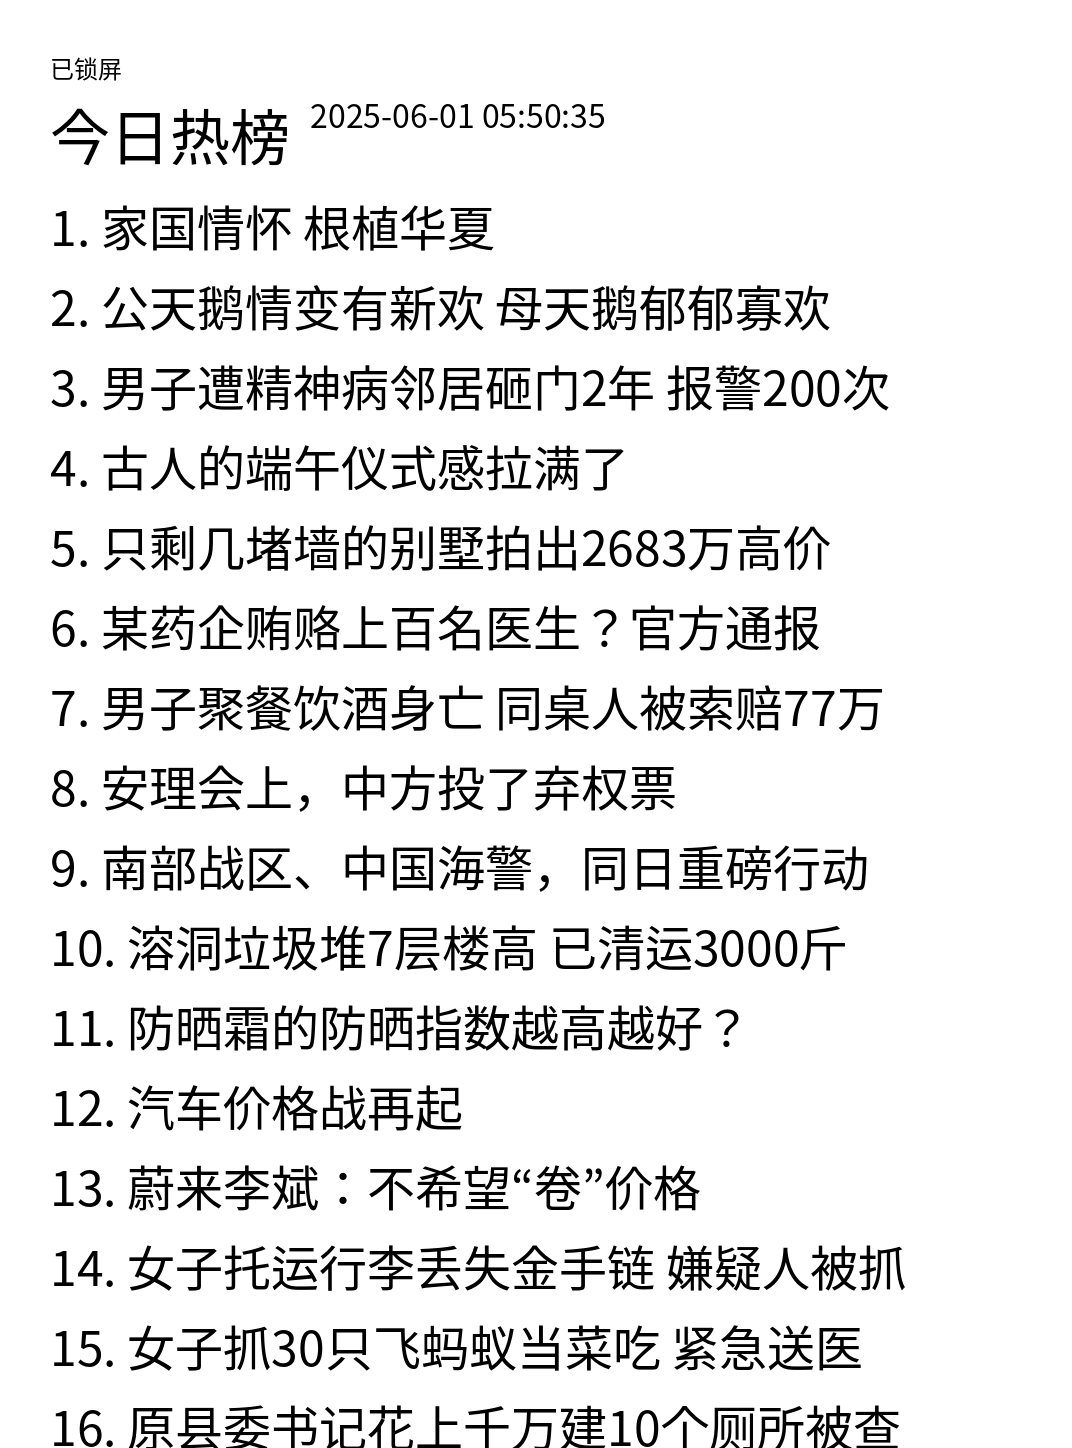 已锁屏
今日热榜 2025-06-01 05:50:35
1. 家国情怀 根植华夏
2. 公天鹅情变有新欢 母天鹅郁郁寡欢
3. 男子遭精神病邻居砸门2年 报警200次
4. 古人的端午仪式感拉满了
5. 只剩几堵墙的别墅拍出2683万高价
6. 某药企贿赂上百名医生？官方通报
7. 男子聚餐饮酒身亡 同桌人被索赔77万
8. 安理会上，中方投了弃权票
9. 南部战区、中国海警，同日重磅行动
10. 溶洞垃圾堆7层楼高 已清运3000斤
11. 防晒霜的防晒指数越高越好？
12. 汽车价格战再起
13. 蔚来李斌：不希望“卷”价格
14. 女子托运行李丢失金手链 嫌疑人被抓
15. 女子抓30只飞蚂蚁当菜吃 紧急送医
16. 原县委书记花上千万建10个厕所被查